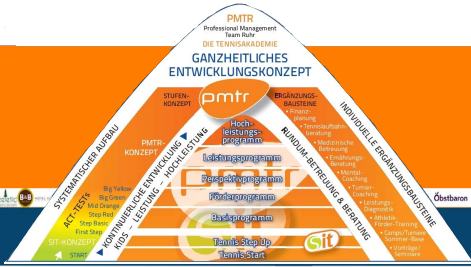 PMTR
Professional Management
Team Ruhr
DIE TENNISAKADEMIE
GANZHEITLICHES
ENTWICKLUNGSKONZEPT
STUFEN-
KONZEPT
pmtr
ERGÄNZUNGS-
BAUSTEINE
• Finanz-
planung
• Tennislaufbahn-
beratung
• Medizinische
Betreuung
• Ernährungs-
Beratung
• Mental-
Coaching
• Turnier-
Coaching
• Leistungs-
Diagnostik
• Athletik-
Förder-Training
• Camps/Turniere
Sommer-Base
• Vorträge/
Seminare
PMTR-
KONZEPT
Hoch-
leistungs-
programm
Leistungsprogramm
Perspektivprogramm
Förderprogramm
Basisprogramm
Tennis Step Up
Tennis Start
SYSTEMATISCHER AUFBAU
ACT-TESTs
KONTINUIERLICHE ENTWICKLUNG
KIDS – LEISTUNG – HOCHLEISTUNG
RUNDUM-BETREUUNG & BERATUNG
INDIVIDUELLE ERGÄNZUNGSBAUSTEINE
Big Yellow
Big Green
Mid Orange
Step Red
Step Basic
First Step
SIT-KONZEPT
START
Sit
B&B
Obstbaron